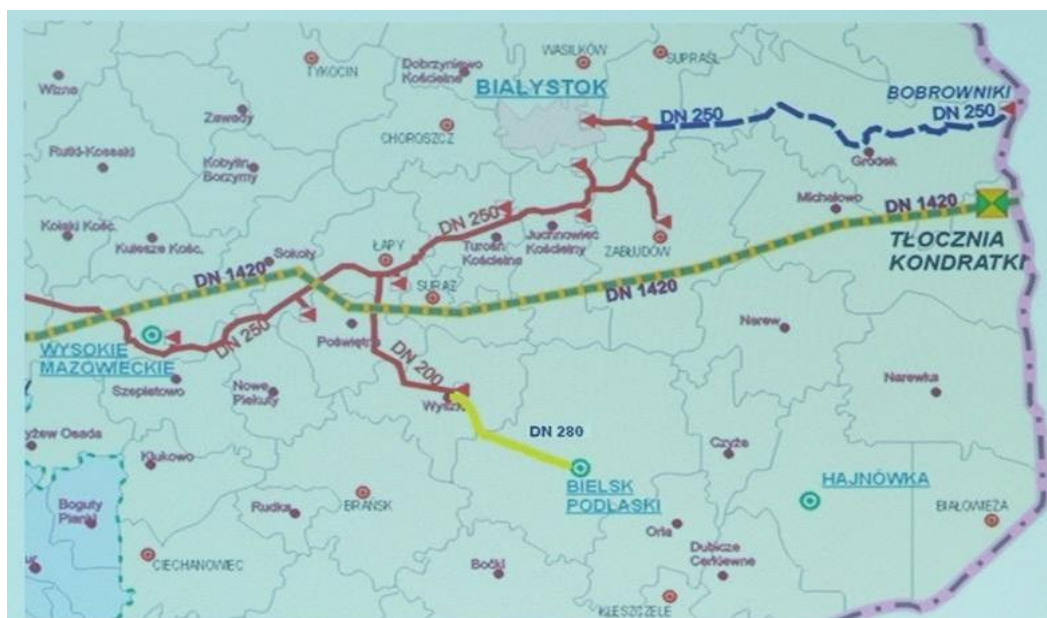 WASILKÓW
SUPRAŚL
TYKOCIN
Dobrzyniewo
Kościelne
Wizna
BIAŁYSTOK
BOBROWNIKI
DN 250
DN 250
Zawady
CHOROSZCZ
Rutki-Kossaki
Kobylin
Borzymy
Gródek
Michałowo
DN 1420
Kołaki Kość.
Kulesze Kośc.
DN 250
ŁAPY
Turośń
Kościelna
Juchnowiec
Kościelny
ZABŁUDÓW
TŁOCZNIA
KONDRATKI
Sokoły
DN 1420
SURAŻ
DN 1420
Narew
DN 250
Poświętne
WYSOKIE
MAZOWIECKIE
Szepietowo
Nowe
Piekuty
DN 200
Narewka
DN 280
Czyże
Klukowo
BIELSK
PODLASKI
HAJNÓWKA
Boguty
Pianki
Rudka
BRAŃSK
BIAŁOWIEŻA
Orla
Dubicze
Cerkiewne
CIECHANOWIEC
Boćki
KLESZCZELE